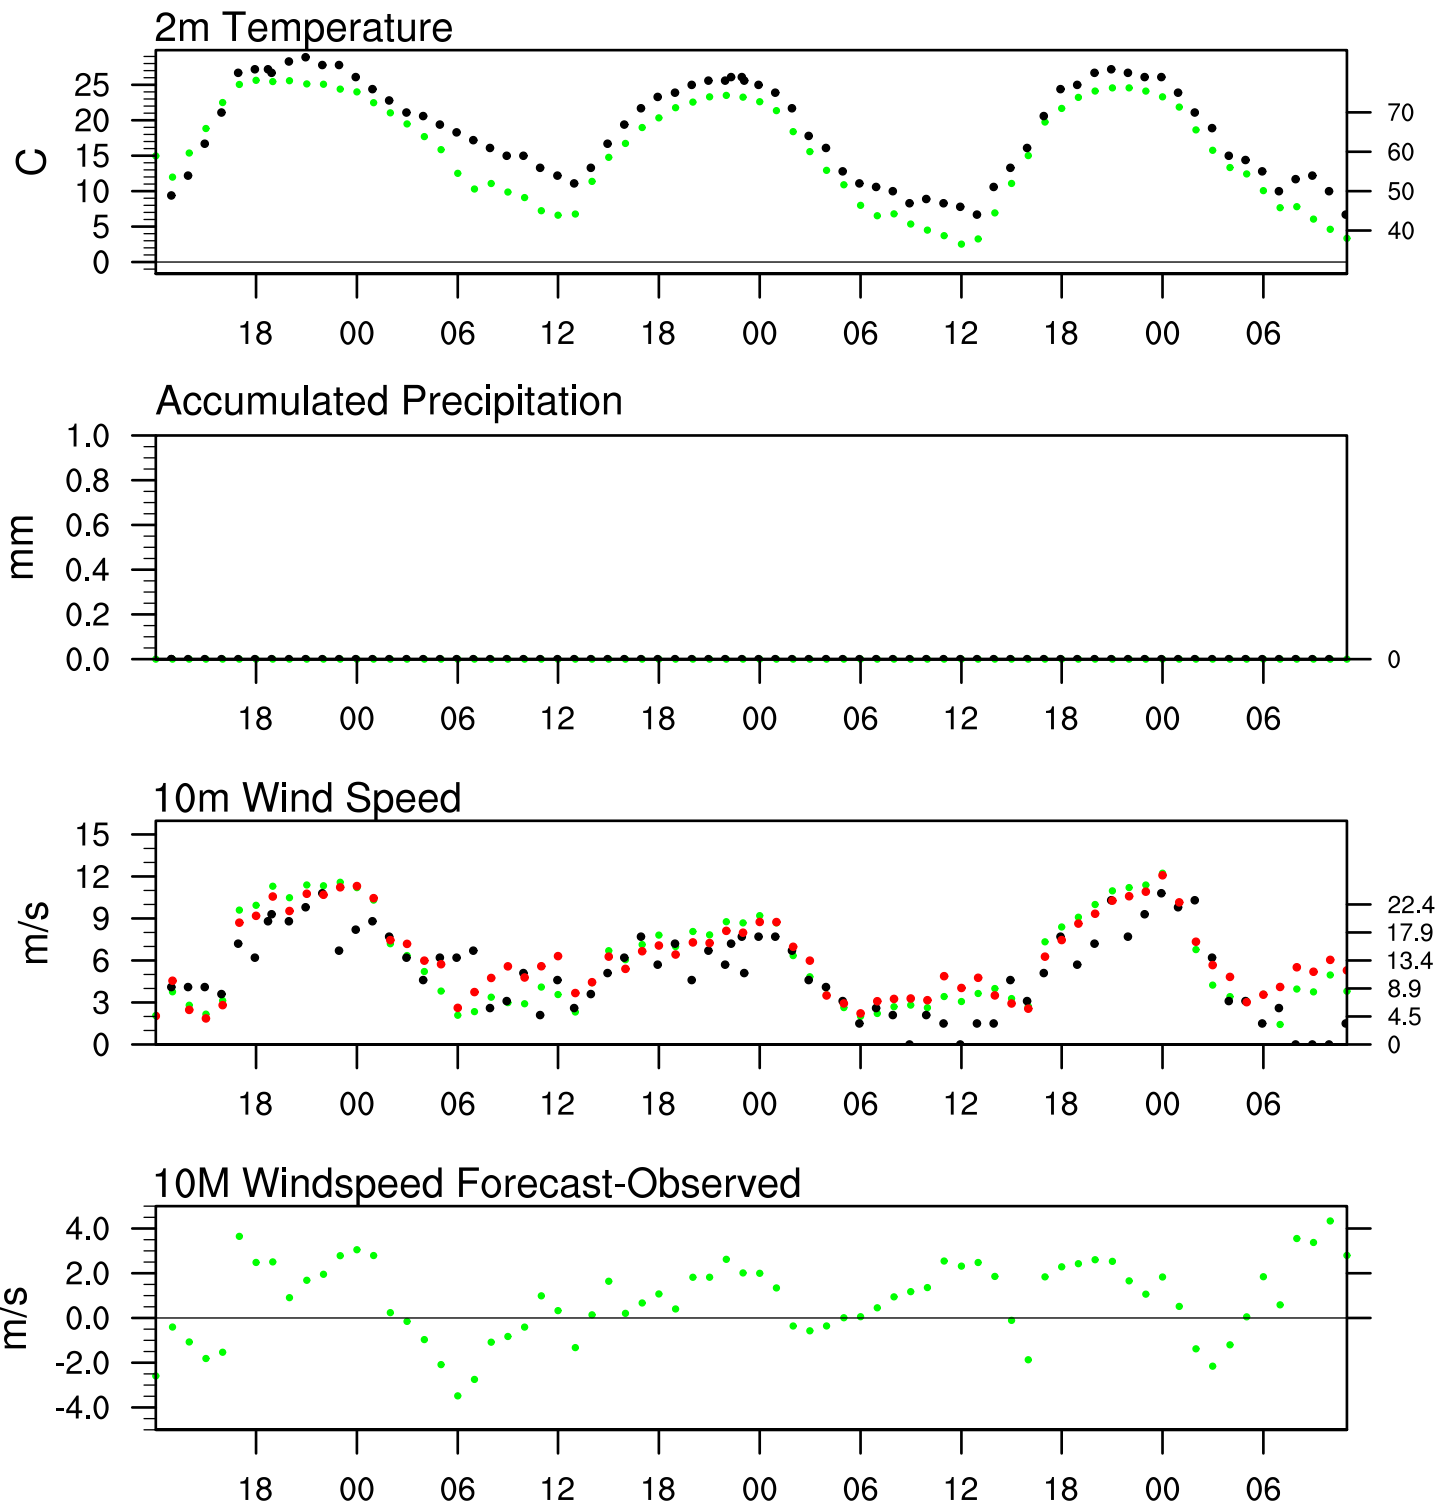 2m Temperature
C
25
20
15
10
5
0
70
60
50
40
18 00 06 12 18 00 06 12 18 00 06
Accumulated Precipitation
mm
1.0
0.8
0.6
0.4
0.2
0.0
0
18 00 06 12 18 00 06 12 18 00 06
10m Wind Speed
m/s
15
12
9
6
3
0
22.4
17.9
13.4
8.9
4.5
0
18 00 06 12 18 00 06 12 18 00 06
10M Windspeed Forecast-Observed
m/s
4.0
2.0
0.0
-2.0
-4.0
18 00 06 12 18 00 06 12 18 00 06